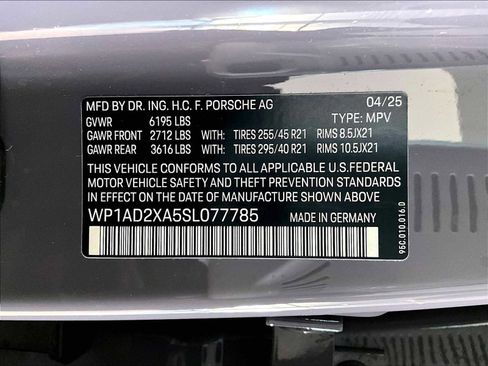 MFD BY DR. ING. H.C. F. PORSCHE AG 04/25
GVWR 6195 LBS TYPE: MPV
GAWR FRONT 2712 LBS WITH: TIRES 255/45 R21 RIMS 8.5JX21
GAWR REAR 3616 LBS WITH: TIRES 295/40 R21 RIMS 10.5JX21
THIS VEHICLE CONFORMS TO ALL APPLICABLE U.S.FEDERAL
MOTOR VEHICLE SAFETY AND THEFT PREVENTION STANDARDS
IN EFFECT ON THE DATE OF MANUFACTURE SHOWN ABOVE
WP1AD2XA5SL077785 MADE IN GERMANY
95C.010.016.D